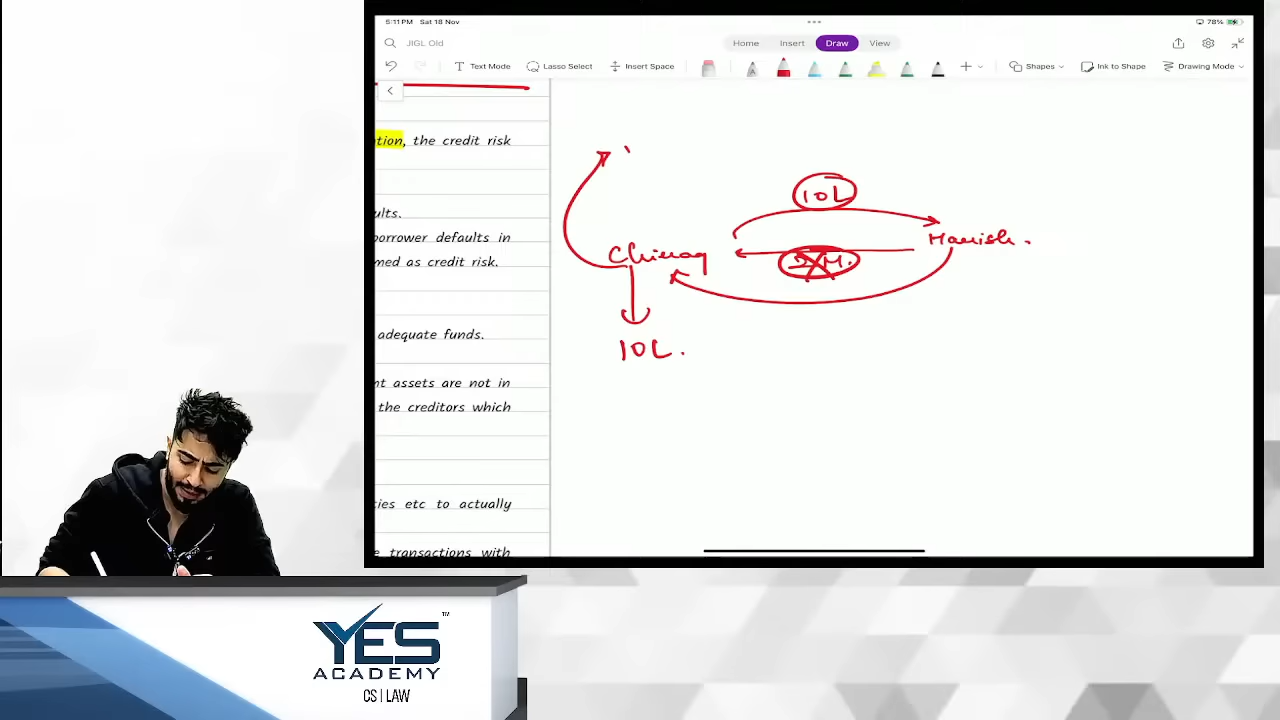 5:11 PM Sat 18 Nov
78%
JIGL Old
Home Insert Draw View
Text Mode Lasso Select Insert Space Shapes Ink to Shape Drawing Mode
tion, the credit risk
ults.
borrower defaults in
med as credit risk.
adequate funds.
nt assets are not in
the creditors which
ties etc to actually
e transactions with
10L
Chirag
Manish.
10L.
YES
ACADEMY
CS | LAW
TM